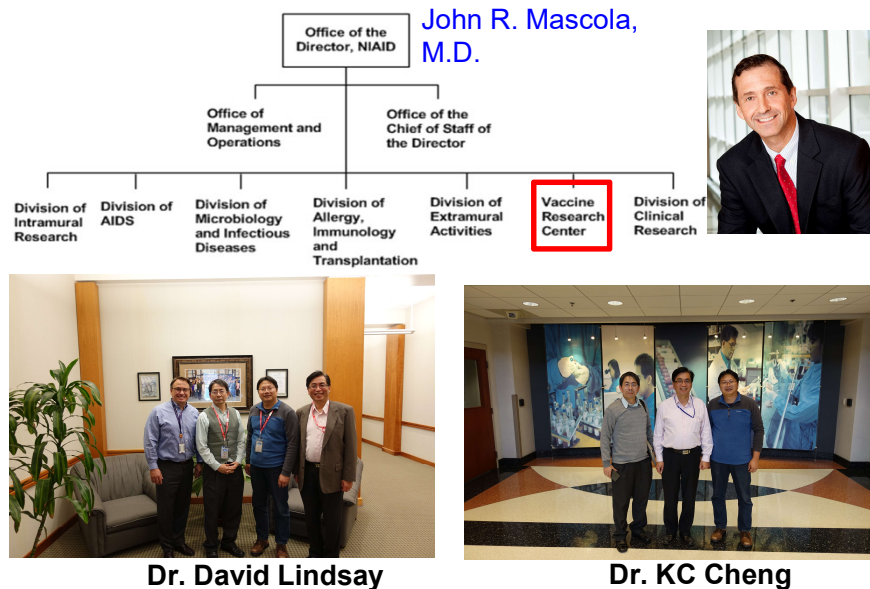 Office of the
Director, NIAID
John R. Mascola,
M.D.
Office of
Management and
Operations
Office of the
Chief of Staff of
the Director
Division of
Intramural
Research
Division of
AIDS
Division of
Microbiology
and Infectious
Diseases
Division of
Allergy,
Immunology
and
Transplantation
Division of
Extramural
Activities
Vaccine
Research
Center
Division of
Clinical
Research
Dr. David Lindsay
Dr. KC Cheng